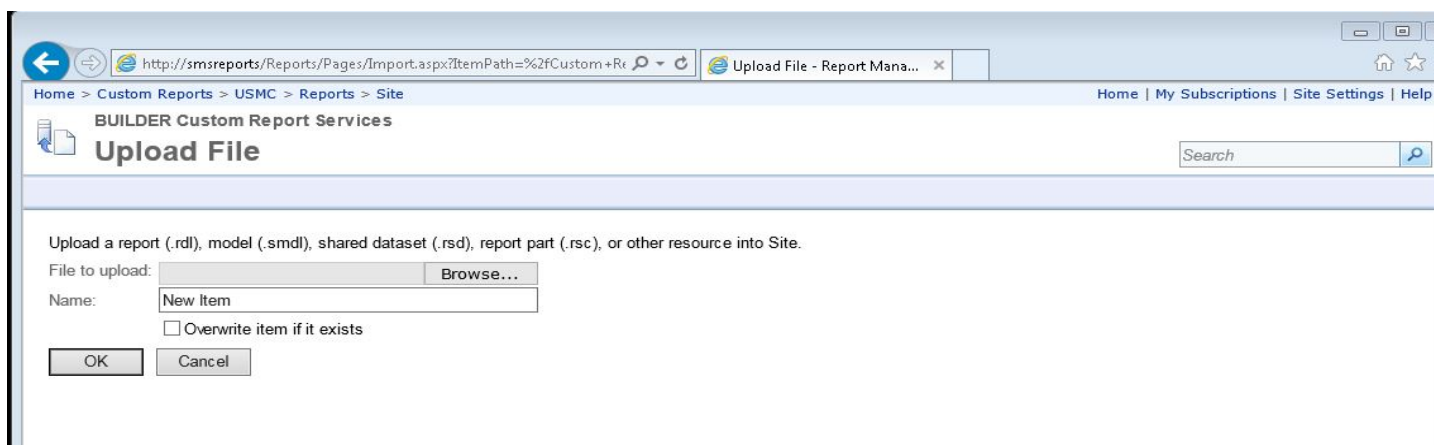 http://smsreports/Reports/Pages/Import.aspx?ItemPath=%2fCustom+Re
Upload File - Report Mana...
Home > Custom Reports > USMC > Reports > Site
Home | My Subscriptions | Site Settings | Help
BUILDER Custom Report Services
Upload File
Search
Upload a report (.rdl), model (.smdl), shared dataset (.rsd), report part (.rsc), or other resource into Site.
File to upload:
Browse...
Name:
New Item
Overwrite item if it exists
OK
Cancel